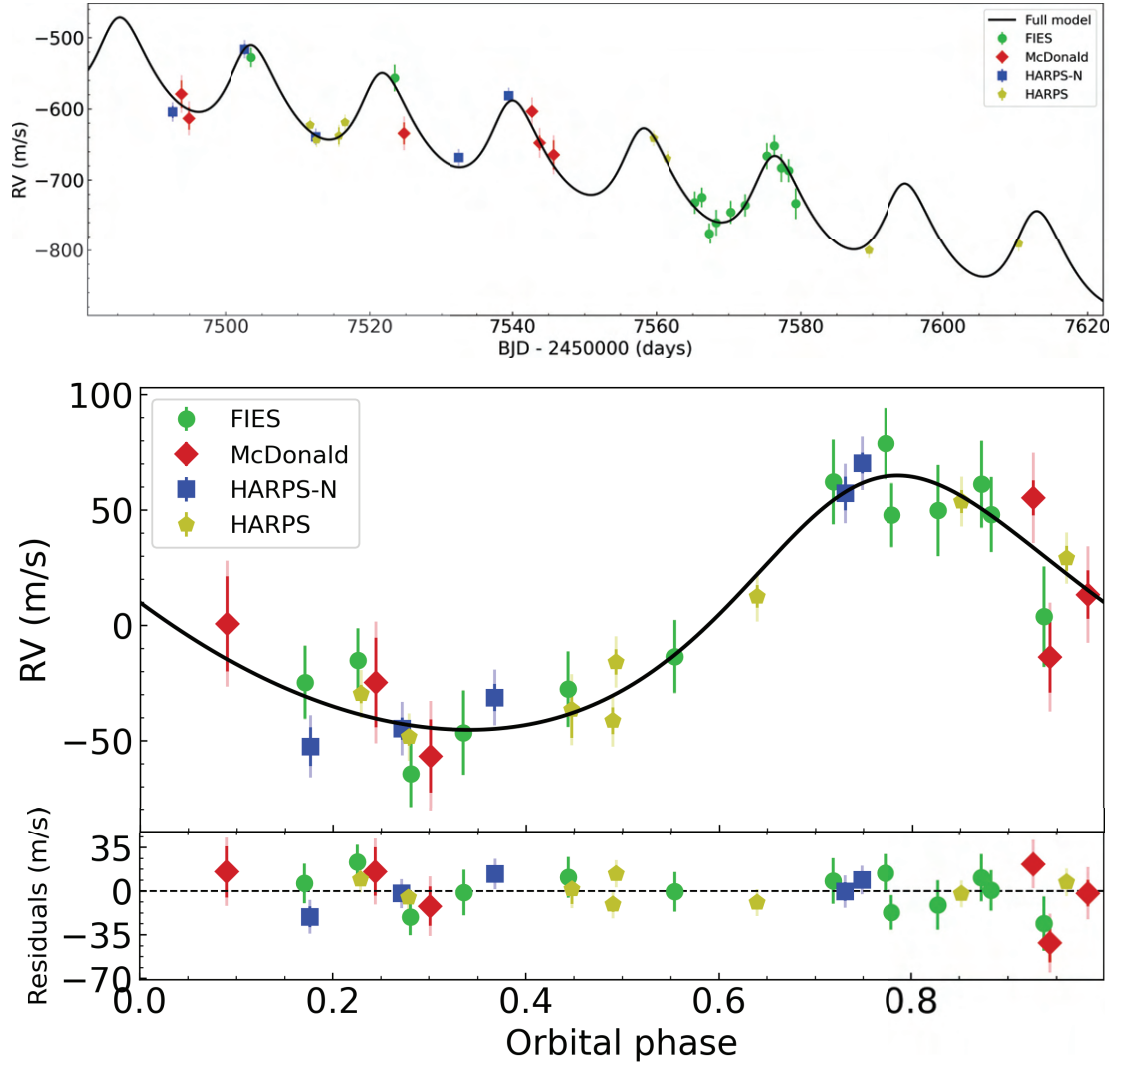 Full model
FIES
McDonald
HARPS-N
HARPS
−500
−600
−700
−800
RV (m/s)
7500 7520 7540 7560 7580 7600 7620
BJD - 2450000 (days)
100
50
0
−50
RV (m/s)
FIES
McDonald
HARPS-N
HARPS
35
0
−35
−70
Residuals (m/s)
0.0 0.2 0.4 0.6 0.8
Orbital phase